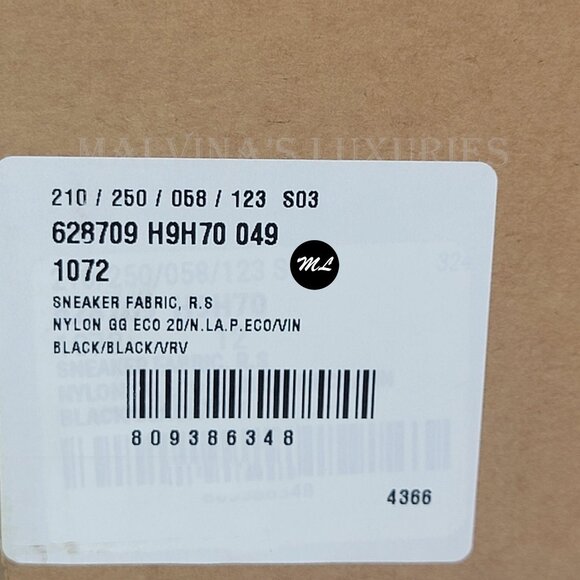 MALVINA'S LUXURIES
210 / 250 / 058 / 123 S03
628709 H9H70 049
1072
ML
SNEAKER FABRIC, R.S
NYLON GG ECO 20/N.LA.P.ECO/VIN
BLACK/BLACK/VRV
809386348
4366